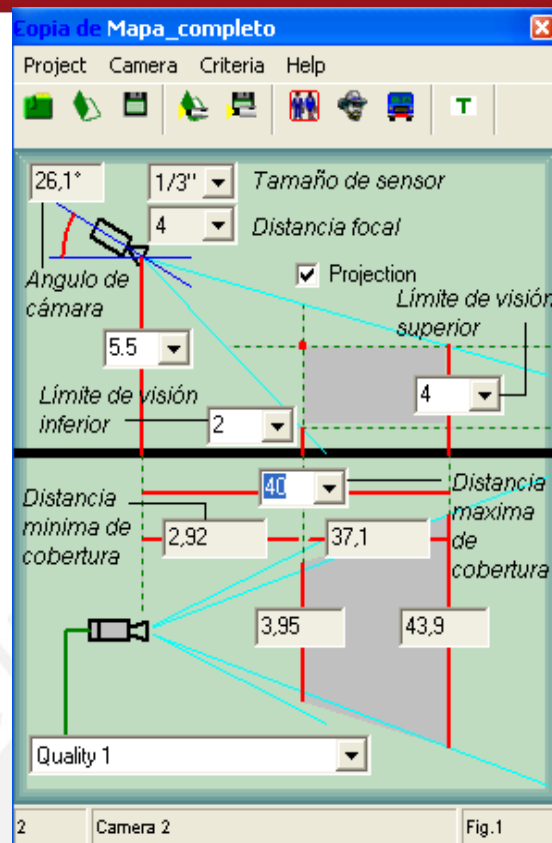 Copia de Mapa_completo
Project Camera Criteria Help
T
26,1° 1/3" Tamaño de sensor
4 Distancia focal
Projection
Angulo de
cámara
Límite de visión
superior
5.5
4
Límite de visión
inferior
2
40
Distancia
minima de
cobertura
Distancia
maxima
de
cobertura
2,92 37,1
3,95 43,9
Quality 1
2 Camera 2 Fig.1